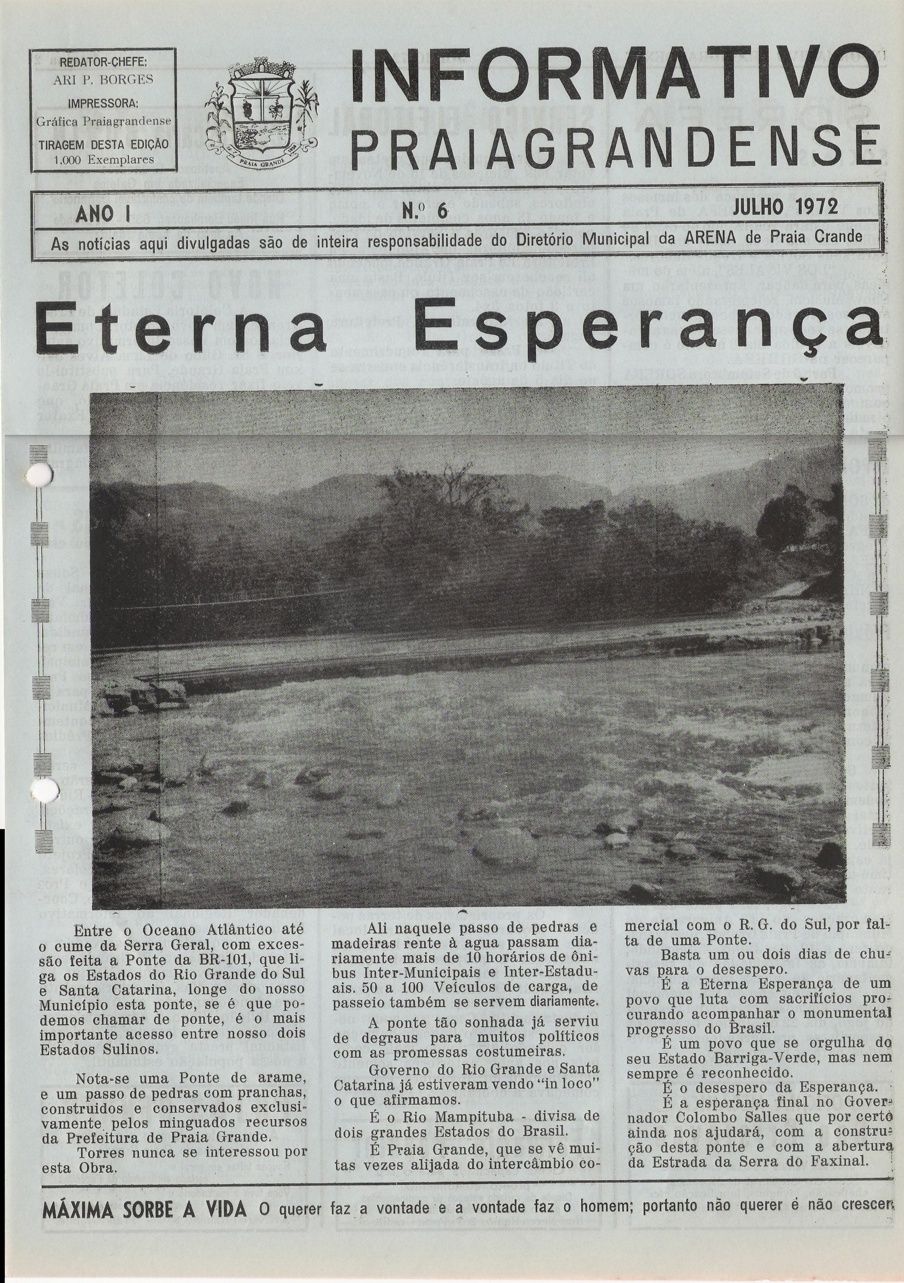 REDATOR-CHEFE:
ARI P. BORGES
IMPRESSORA:
Gráfica Praiagrandense
TIRAGEM DESTA EDIÇÃO
1.000 Exemplares
PRAIA GRANDE
INFORMATIVO
PRAIAGRANDENSE
ANO I N.º 6 JULHO 1972
As notícias aqui divulgadas são de inteira responsabilidade do Diretório Municipal da ARENA de Praia Crande
Eterna Esperança
Entre o Oceano Atlântico até
o cume da Serra Geral, com exces-
são feita a Ponte da BR-101, que li-
ga os Estados do Rio Grande do Sul
e Santa Catarina, longe do nosso
Município esta ponte, se é que po-
demos chamar de ponte, é o mais
importante acesso entre nosso dois
Estados Sulinos.
Nota-se uma Ponte de arame,
e um passo de pedras com pranchas,
construidos e conservados exclusi-
vamente pelos minguados recursos
da Prefeitura de Praia Grande.
Torres nunca se interessou por
esta Obra.
Ali naquele passo de pedras e
madeiras rente à agua passam dia-
riamente mais de 10 horários de ôni-
bus Inter-Municipais e Inter-Estadu-
ais. 50 a 100 Veículos de carga, de
passeio também se servem diariamente.
A ponte tão sonhada já serviu
de degraus para muitos políticos
com as promessas costumeiras.
Governo do Rio Grande e Santa
Catarina já estiveram vendo "in loco"
o que afirmamos.
É o Rio Mampituba - divisa de
dois grandes Estados do Brasil.
É Praia Grande, que se vê mui-
tas vezes alijada do intercâmbio co-
mercial com o R. G. do Sul, por fal-
ta de uma Ponte.
Basta um ou dois dias de chu-
vas para o desespero.
É a Eterna Esperança de um
povo que luta com sacrifícios pro-
curando acompanhar o monumental
progresso do Brasil.
É um povo que se orgulha do
seu Estado Barriga-Verde, mas nem
sempre é reconhecido.
É o desespero da Esperança.
É a esperança final no Gover-
nador Colombo Salles que por certo
ainda nos ajudará, com a constru-
ção desta ponte e com a abertura
da Estrada da Serra do Faxinal.
MÁXIMA SORBE A VIDA O querer faz a vontade e a vontade faz o homem; portanto não querer é não crescer.